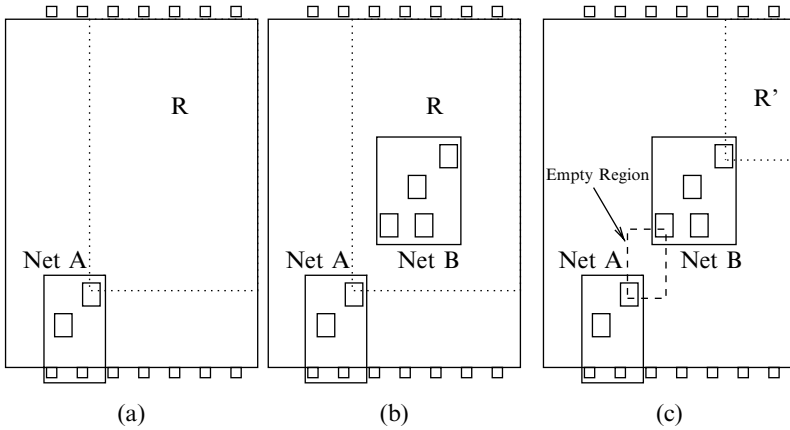 R
Net A
(a)
R
Net A
Net B
(b)
R’
Empty Region
Net A
Net B
(c)